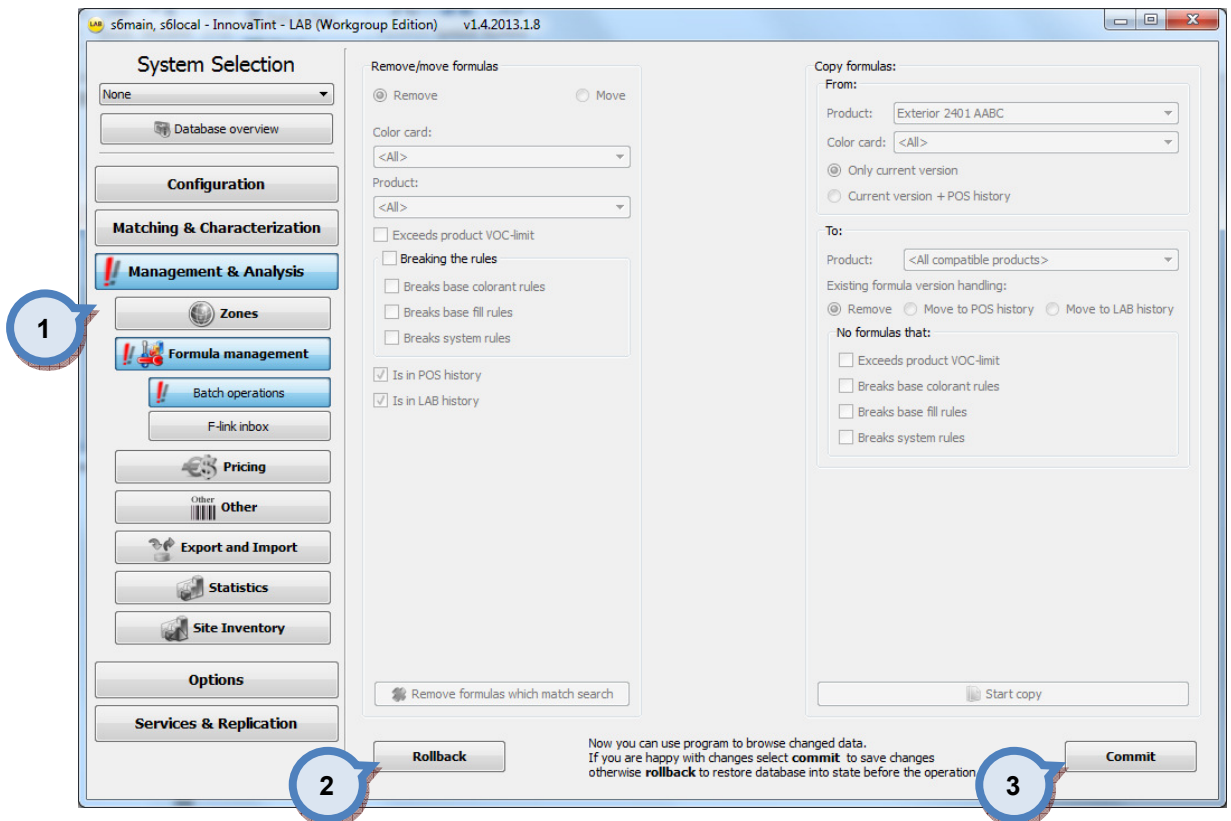 s6main, s6local - InnovaTint - LAB (Workgroup Edition) v1.4.2013.1.8
System Selection
None
Database overview
Configuration
Matching & Characterization
Management & Analysis
Zones
Formula management
Batch operations
F-link inbox
Pricing
Other
Other
Export and Import
Statistics
Site Inventory
Options
Services & Replication
1
Remove/move formulas
Remove
Move
Color card:
<All>
Product:
<All>
Exceeds product VOC-limit
Breaking the rules
Breaks base colorant rules
Breaks base fill rules
Breaks system rules
Is in POS history
Is in LAB history
Remove formulas which match search
Copy formulas:
From:
Product: Exterior 2401 AABC
Color card: <All>
Only current version
Current version + POS history
To:
Product: <All compatible products>
Existing formula version handling:
Remove Move to POS history Move to LAB history
No formulas that:
Exceeds product VOC-limit
Breaks base colorant rules
Breaks base fill rules
Breaks system rules
Start copy
Rollback
2
Now you can use program to browse changed data.
If you are happy with changes select commit to save changes
otherwise rollback to restore database into state before the operation
Commit
3
LAB